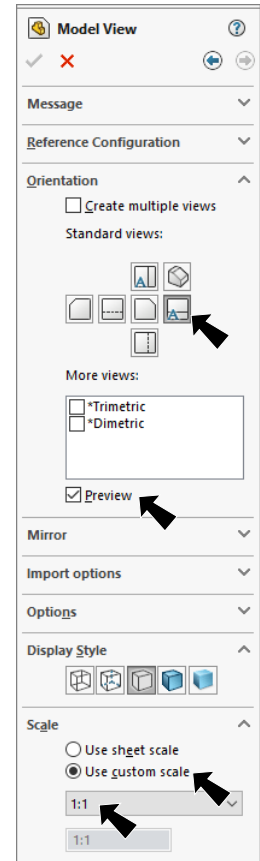 Model View
Message
Reference Configuration
Orientation
Create multiple views
Standard views:
A
A
More views:
*Trimetric
*Dimetric
Preview
Mirror
Import options
Options
Display Style
Scale
Use sheet scale
Use custom scale
1:1
1:1